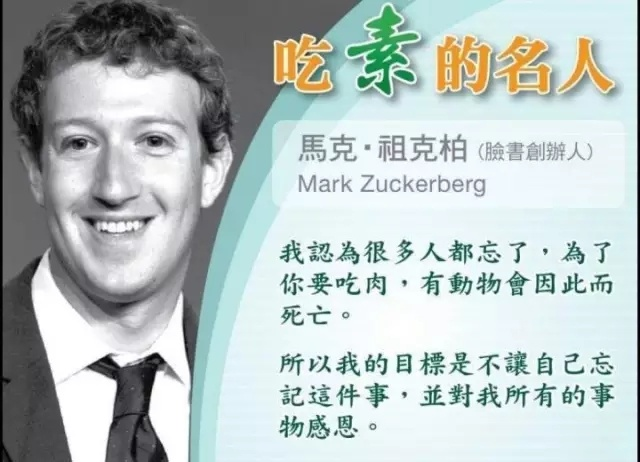 吃素的名人
馬克·祖克柏（臉書創辦人）
Mark Zuckerberg
我認為很多人都忘了，為了
你要吃肉，有動物會因此而
死亡。
所以我的目標是不讓自己忘
記這件事，並對我所有的事
物感恩。